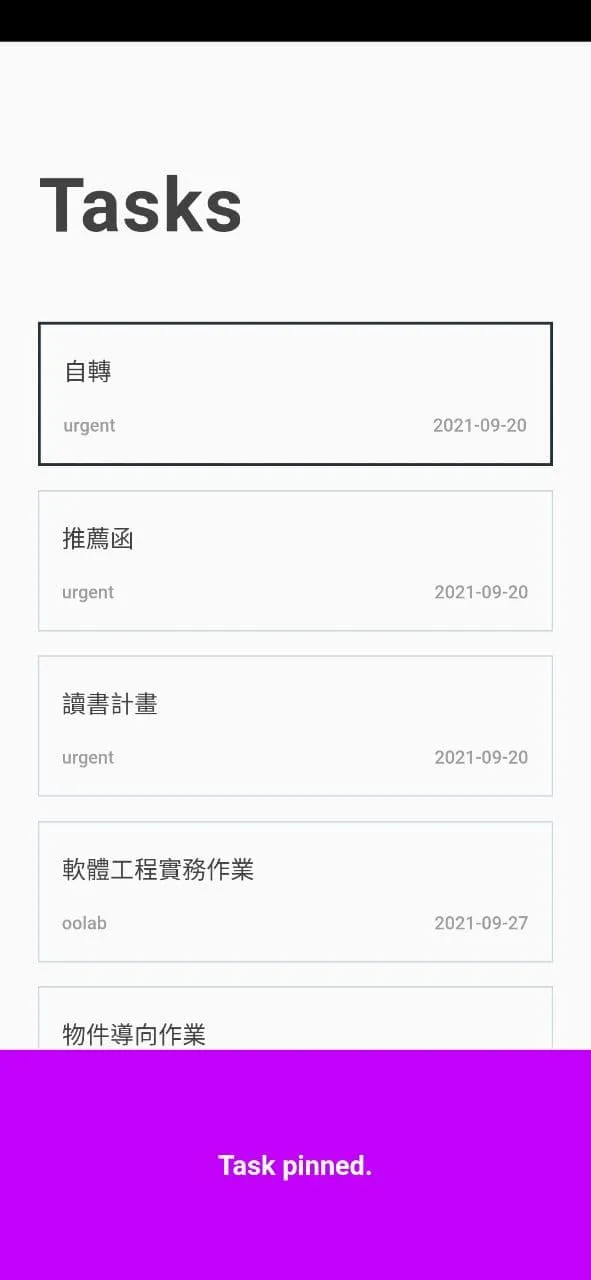 Tasks
自轉
urgent 2021-09-20
推薦函
urgent 2021-09-20
讀書計畫
urgent 2021-09-20
軟體工程實務作業
oolab 2021-09-27
物件導向作業
Task pinned.